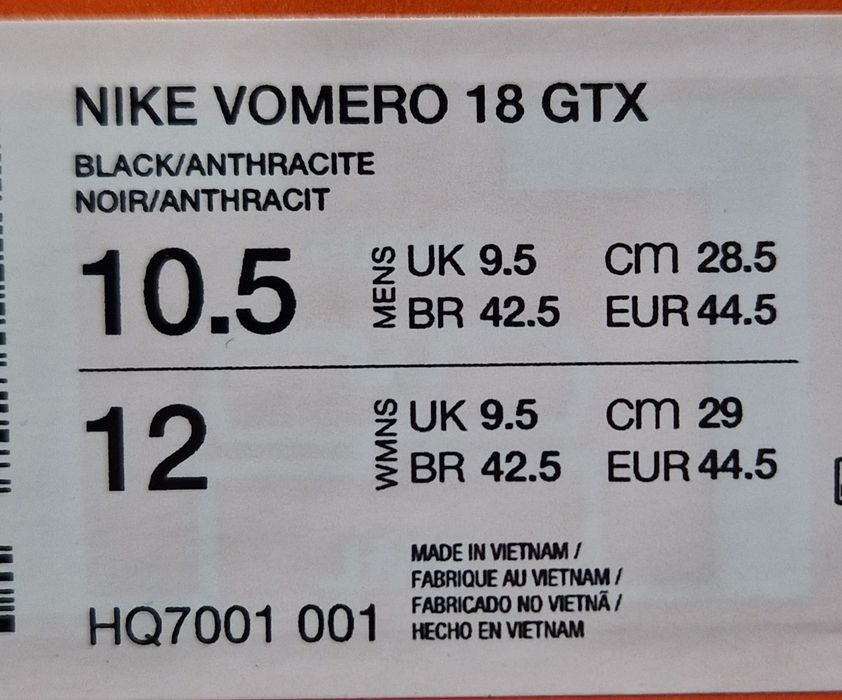 NIKE VOMERO 18 GTX
BLACK/ANTHRACITE
NOIR/ANTHRACIT
10.5 MENS UK 9.5 CM 28.5
BR 42.5 EUR 44.5
12 WMNS UK 9.5 CM 29
BR 42.5 EUR 44.5
MADE IN VIETNAM /
FABRIQUE AU VIETNAM /
FABRICADO NO VIETNÃ /
HECHO EN VIETNAM
HQ7001 001